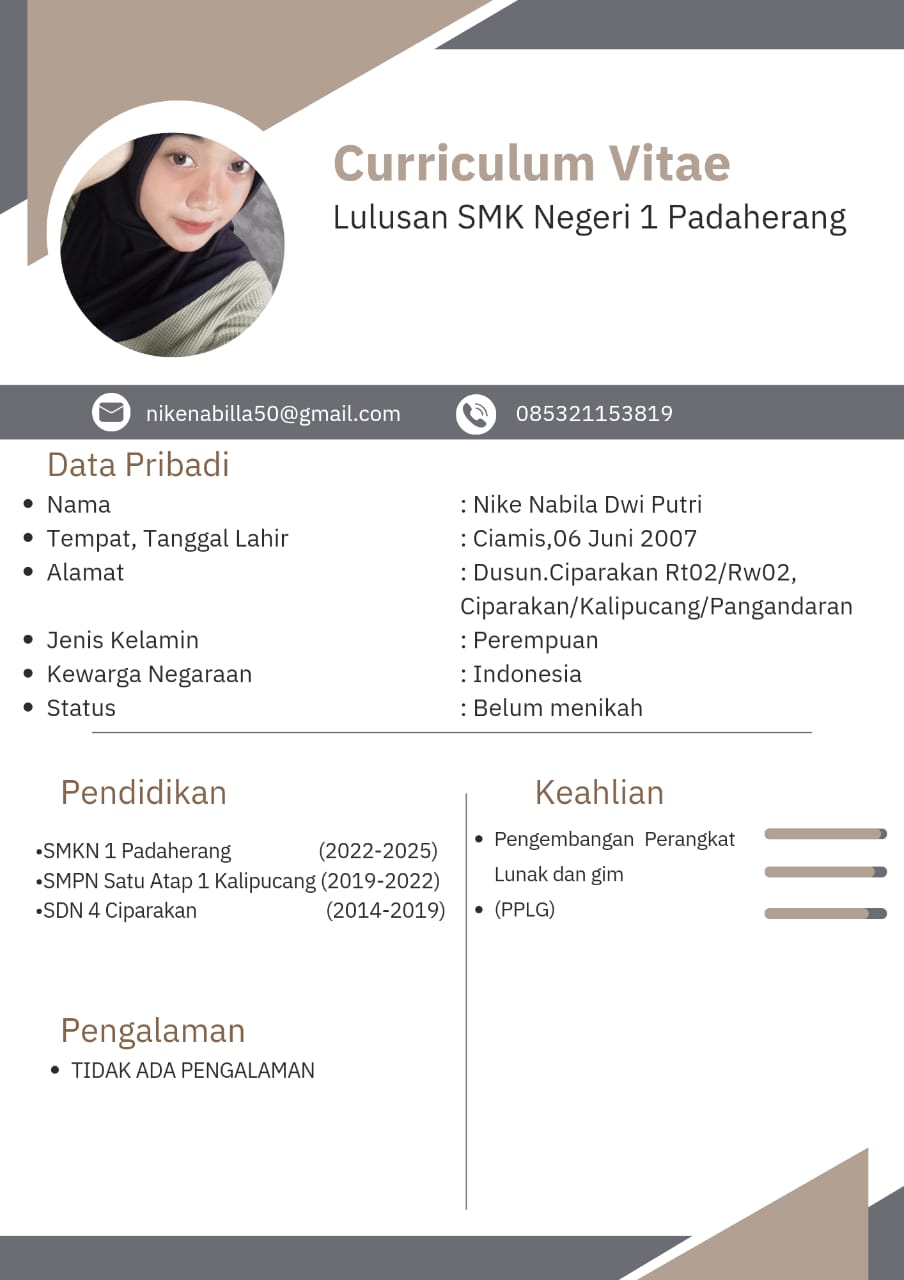 Curriculum Vitae
Lulusan SMK Negeri 1 Padaherang
nikenabilla50@gmail.com 085321153819
Data Pribadi
• Nama : Nike Nabila Dwi Putri
• Tempat, Tanggal Lahir : Ciamis,06 Juni 2007
• Alamat : Dusun.Ciparakan Rt02/Rw02,
Ciparakan/Kalipucang/Pangandaran
• Jenis Kelamin : Perempuan
• Kewarga Negaraan : Indonesia
• Status : Belum menikah
Pendidikan
•SMKN 1 Padaherang (2022-2025)
•SMPN Satu Atap 1 Kalipucang (2019-2022)
•SDN 4 Ciparakan (2014-2019)
Pengalaman
• TIDAK ADA PENGALAMAN
Keahlian
• Pengembangan Perangkat
Lunak dan gim
• (PPLG)